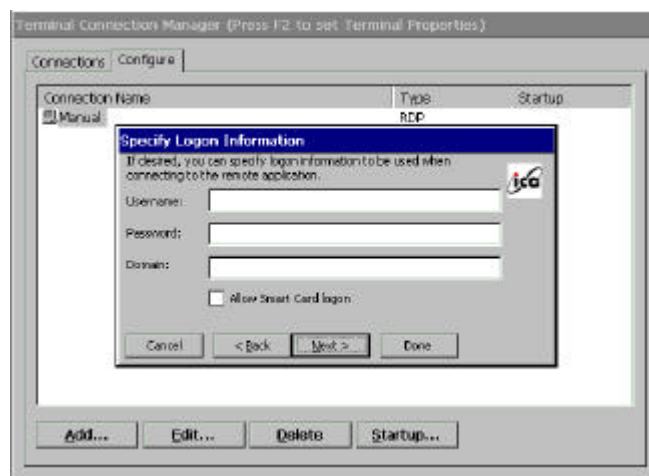 Terminal Connection Manager (Press F2 to set Terminal Properties)
Connections Configure
Connection Name Type Startup
Manual RDP
Specify Logon Information
If desired, you can specify logon information to be used when
connecting to the remote application.
ica
Username:
Password:
Domain:
Allow Smart Card logon
Cancel < Back Next > Done
Add... Edit... Delete Startup...